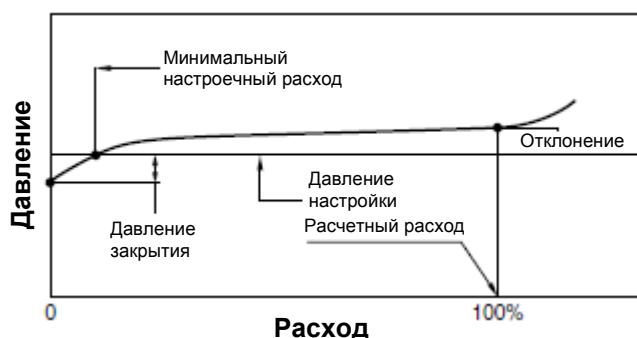 Минимальный
настроечный расход
Отклонение
Давление
Давление
настройки
Давление
закрытия
Расчетный расход
0
100%
Расход